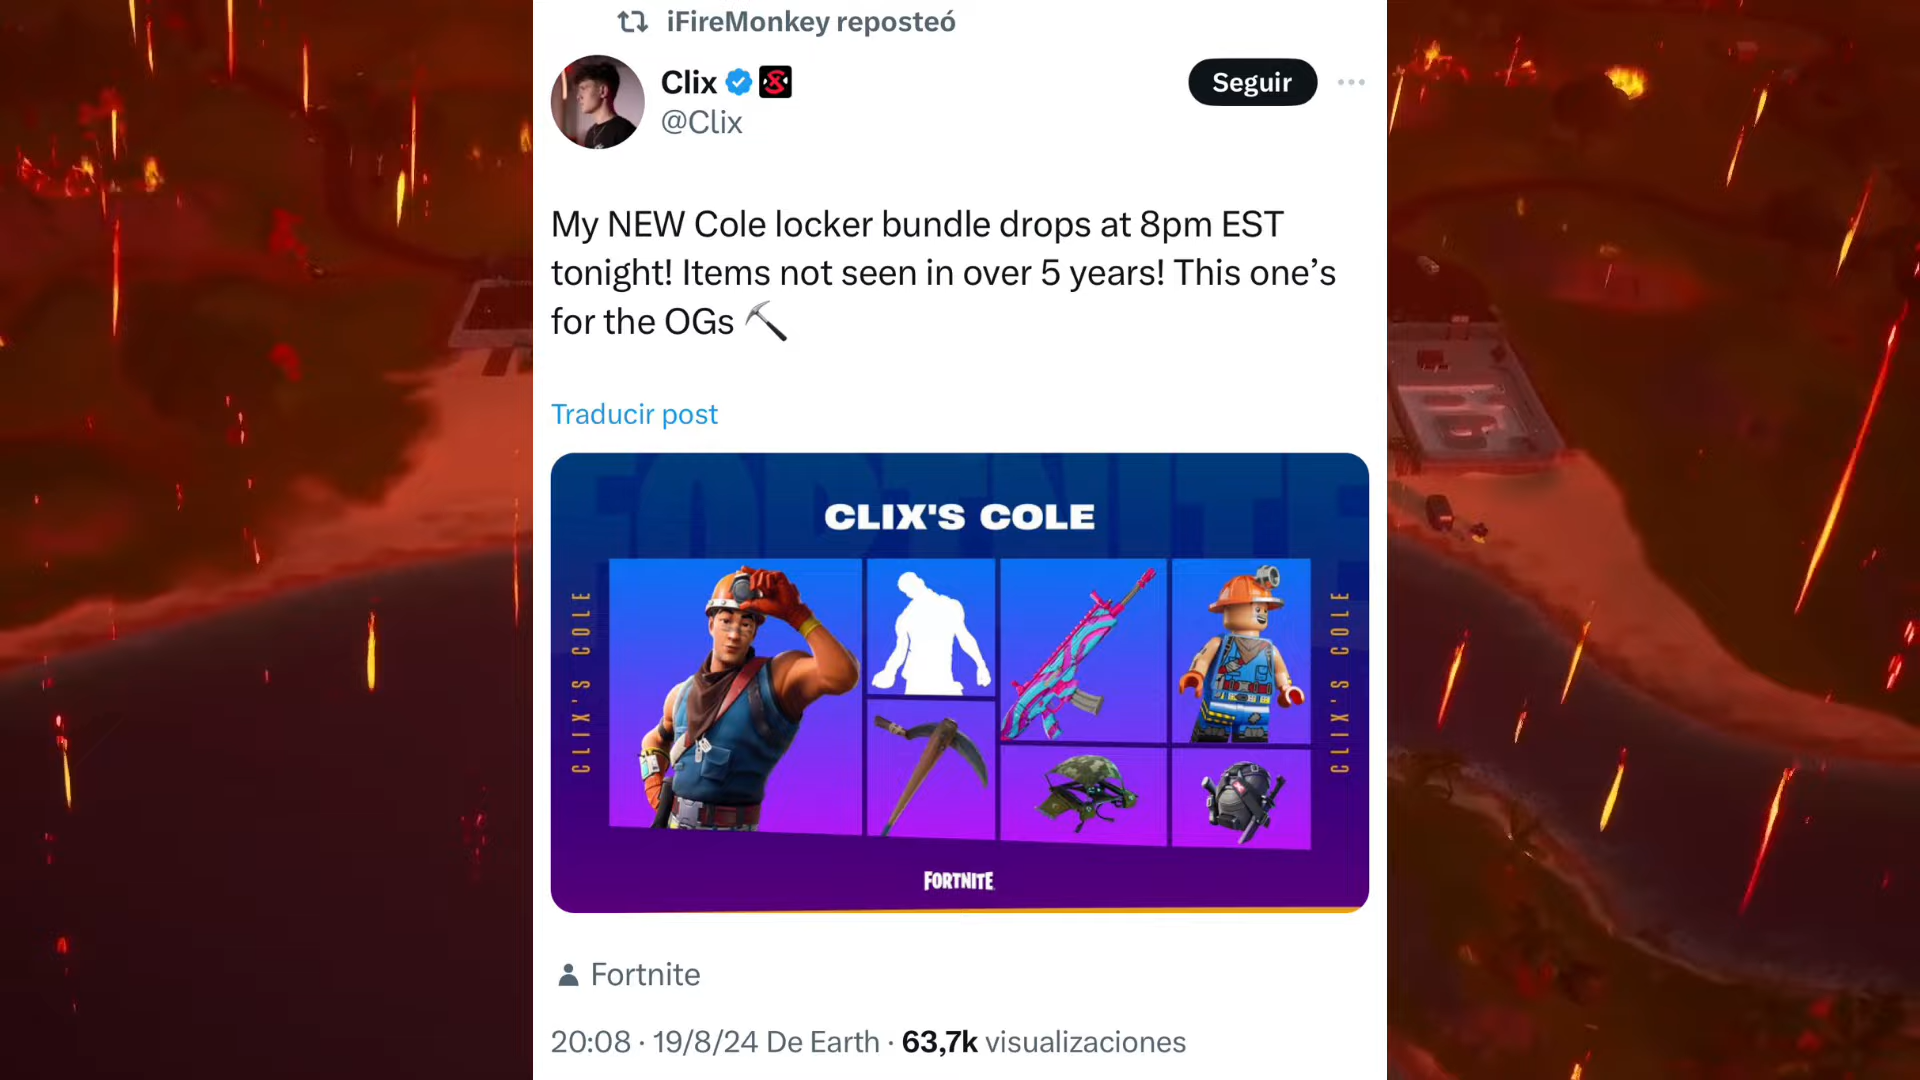 iFireMonkey reposteó
Clix
@Clix
Seguir
My NEW Cole locker bundle drops at 8pm EST
tonight! Items not seen in over 5 years! This one’s
for the OGs
Traducir post
FORTNITE
CLIX'S COLE
CLIX'S COLE
CLIX'S COLE
FORTNITE
Fortnite
20:08 · 19/8/24 De Earth · 63,7k visualizaciones